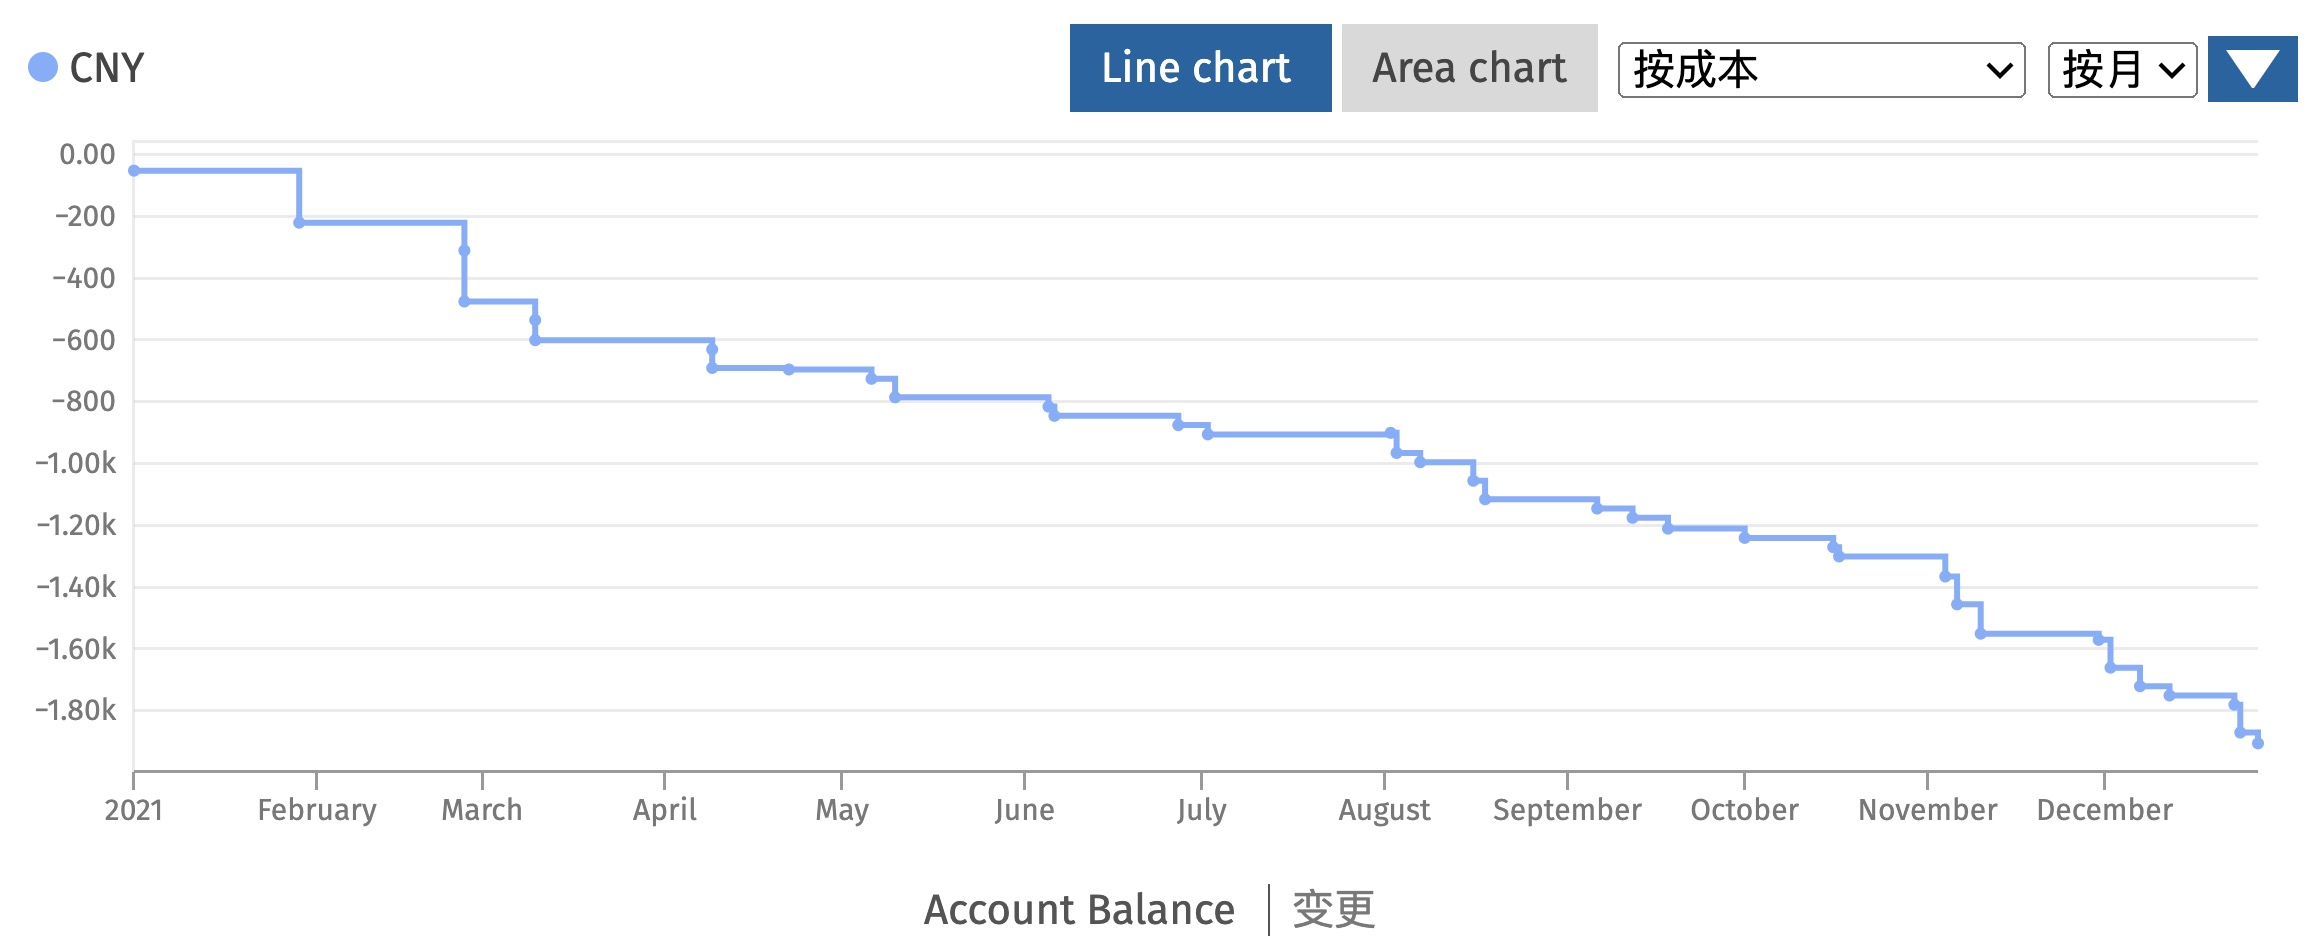 CNY
Line chart
Area chart
按成本
按月
0.00
−200
−400
−600
−800
−1.00k
−1.20k
−1.40k
−1.60k
−1.80k
2021 February March April May June July August September October November December
Account Balance 变更